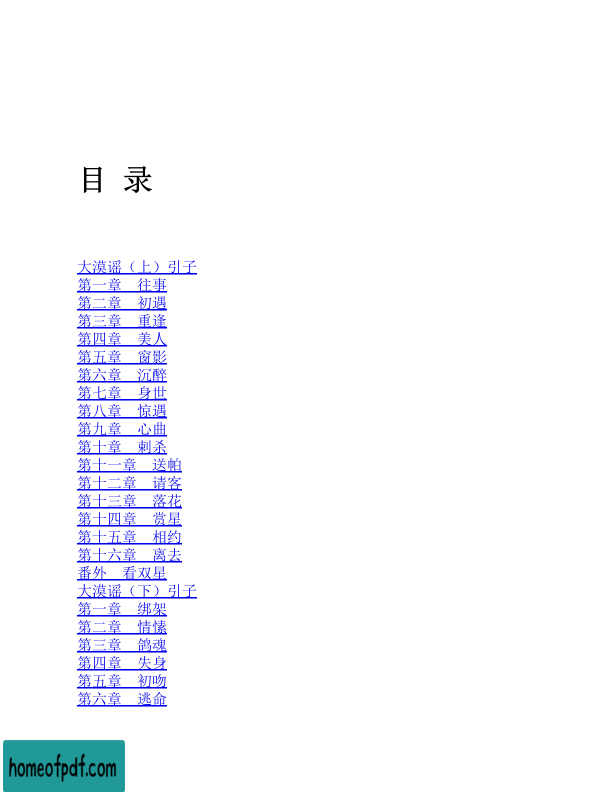 目 录
大漠谣（上）引子
第一章　往事
第二章　初遇
第三章　重逢
第四章　美人
第五章　窗影
第六章　沉醉
第七章　身世
第八章　惊遇
第九章　心曲
第十章　刺杀
第十一章　送帕
第十二章　请客
第十三章　落花
第十四章　赏星
第十五章　相约
第十六章　离去
番外　看双星
大漠谣（下）引子
第一章　绑架
第二章　情愫
第三章　鸽魂
第四章　失身
第五章　初吻
第六章　逃命
homeofpdf.com